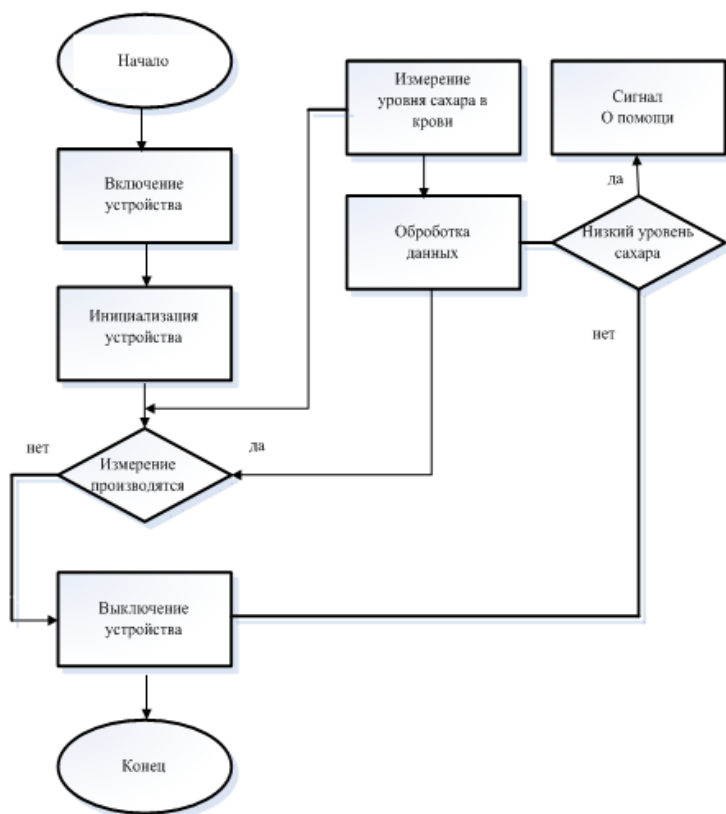 Начало
Включение
устройства
Инициализация
устройства
нет
да
Измерение
производятся
Выключение
устройства
Конец
Измерение
уровня сахара в
крови
Обработка
данных
Сигнал
О помощи
да
Низкий уровень
сахара
нет